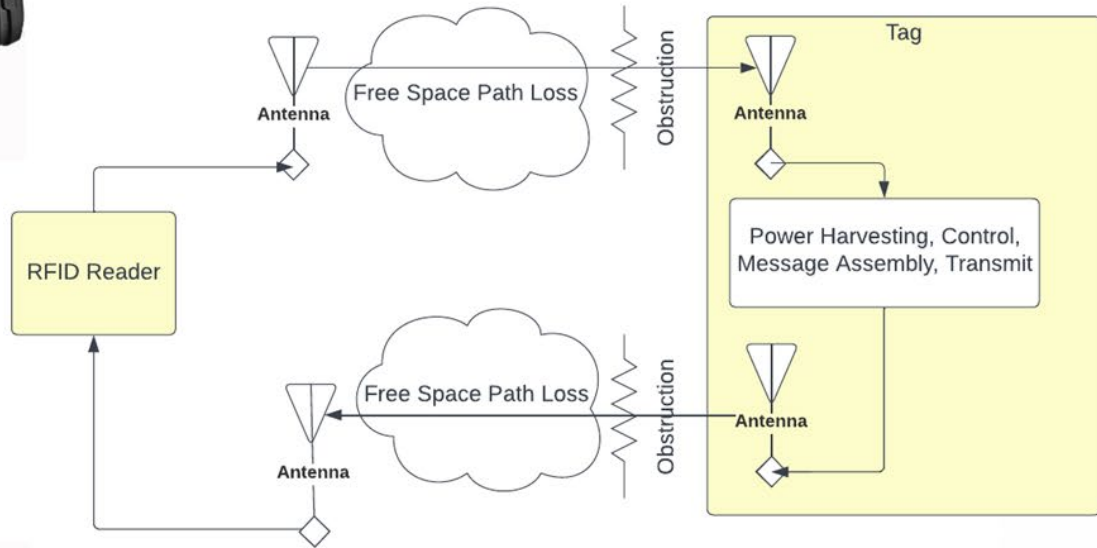 Tag
Free Space Path Loss
Obstruction
Antenna
Antenna
RFID Reader
Power Harvesting, Control,
Message Assembly, Transmit
Free Space Path Loss
Obstruction
Antenna
Antenna